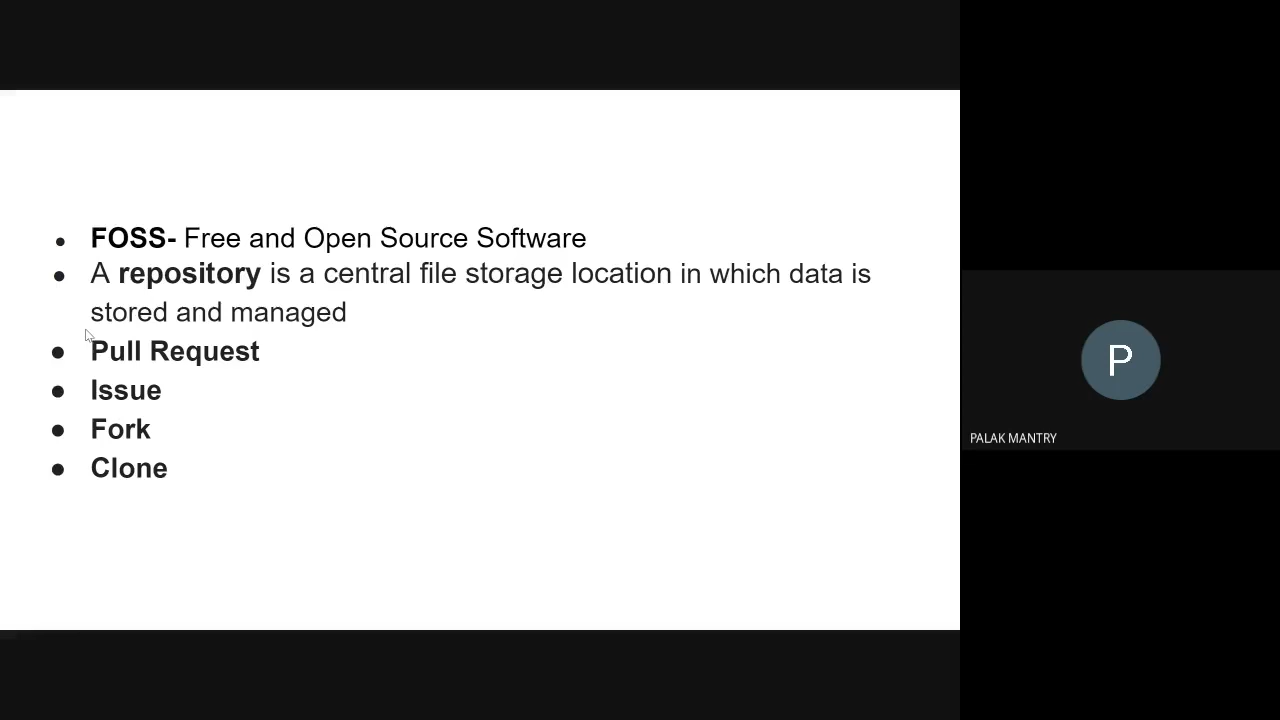 ● FOSS- Free and Open Source Software
● A repository is a central file storage location in which data is
stored and managed
● Pull Request
● Issue
● Fork
● Clone
P
PALAK MANTRY